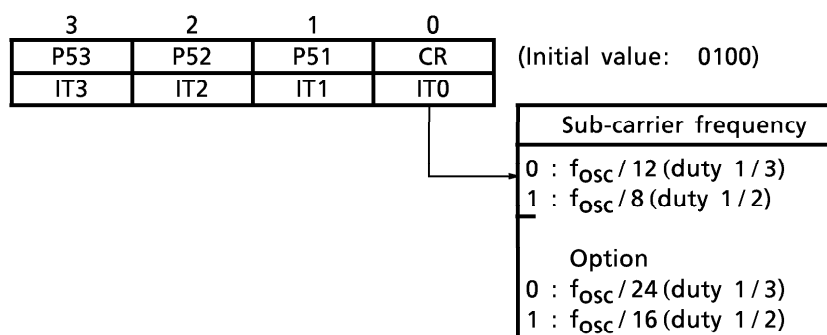 3 2 1 0
P53 P52 P51 CR (Initial value: 0100)
IT3 IT2 IT1 IT0
Sub-carrier frequency
0 : fosc / 12 (duty 1 / 3)
1 : fosc / 8 (duty 1 / 2)
Option
0 : fosc / 24 (duty 1 / 3)
1 : fosc / 16 (duty 1 / 2)